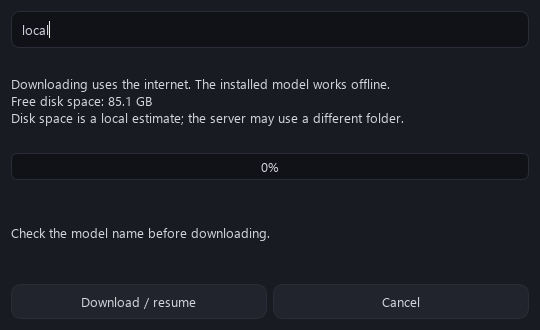 local
Downloading uses the internet. The installed model works offline.
Free disk space: 85.1 GB
Disk space is a local estimate; the server may use a different folder.
0%
Check the model name before downloading.
Download / resume
Cancel